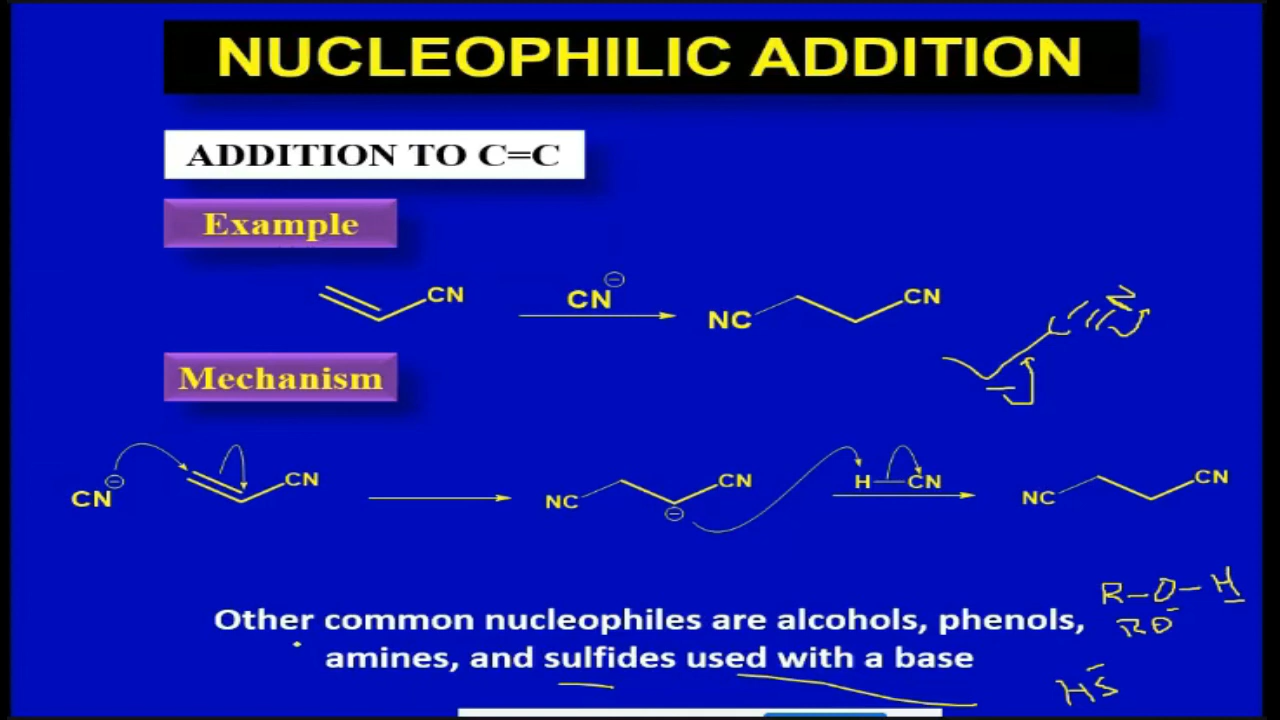 NUCLEOPHILIC ADDITION
ADDITION TO C=C
Example
CN
CN⊖
NC CN
C≡N
Mechanism
CN⊖ CN
NC CN
⊖
H—CN
NC CN
Other common nucleophiles are alcohols, phenols,
amines, and sulfides used with a base
R-O-H
RO⁻
HS⁻